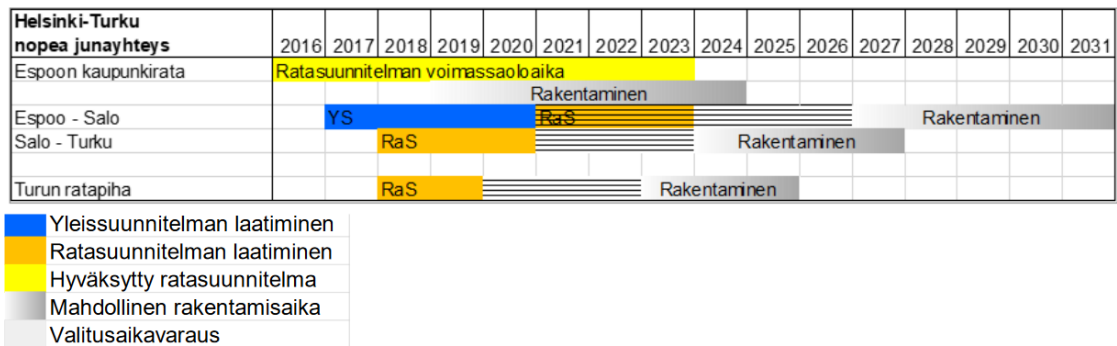 Helsinki-Turku
nopea junayhteys 2016 2017 2018 2019 2020 2021 2022 2023 2024 2025 2026 2027 2028 2029 2030 2031
Espoon kaupunkirata Ratasuunnitelman voimassaoloaika
Rakentaminen
Espoo - Salo YS RaS Rakentaminen
Salo - Turku RaS Rakentaminen
Turun ratapiha RaS Rakentaminen
Yleissuunnitelman laatiminen
Ratasuunnitelman laatiminen
Hyväksytty ratasuunnitelma
Mahdollinen rakentamisaika
Valitusaikavaraus